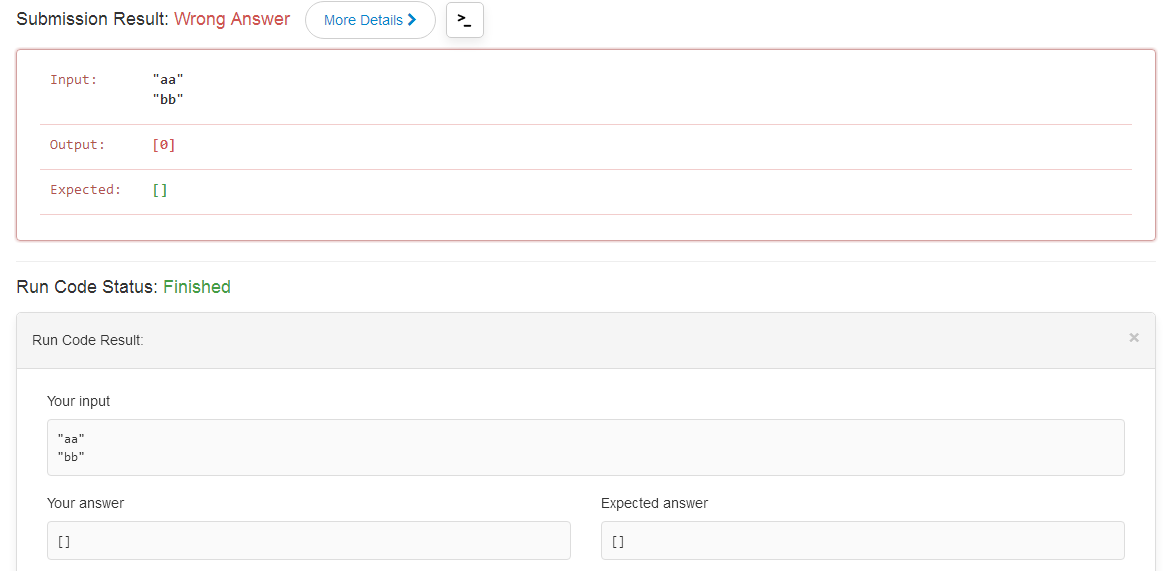 Submission Result: Wrong Answer More Details >_
Input: "aa"
"bb"
Output: [0]
Expected: []
Run Code Status: Finished
Run Code Result: ×
Your input
"aa"
"bb"
Your answer Expected answer
[] []